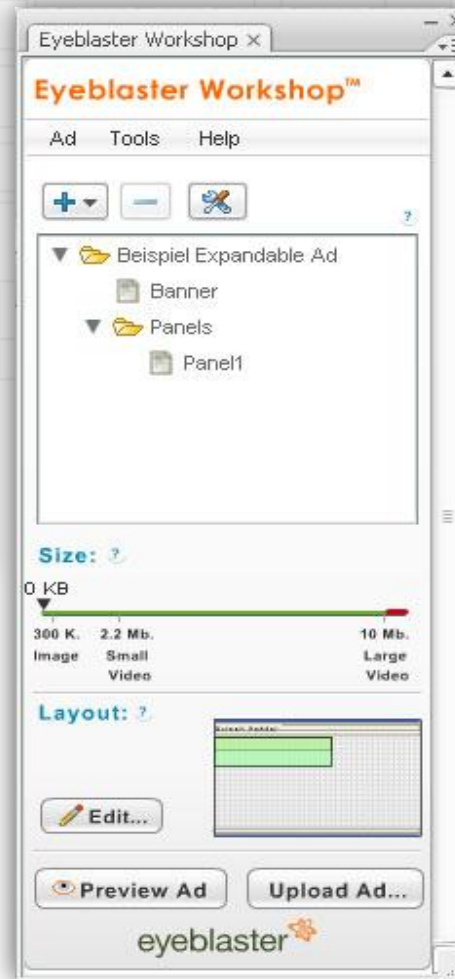 Eyeblaster Workshop ×
Eyeblaster Workshop™
Ad Tools Help
?
Beispiel Expandable Ad
Banner
Panels
Panel1
Size: ?
0 KB
300 K. 2.2 Mb. 10 Mb.
Image Small Large
Video Video
Layout: ?
Edit...
Preview Ad Upload Ad...
eyeblaster